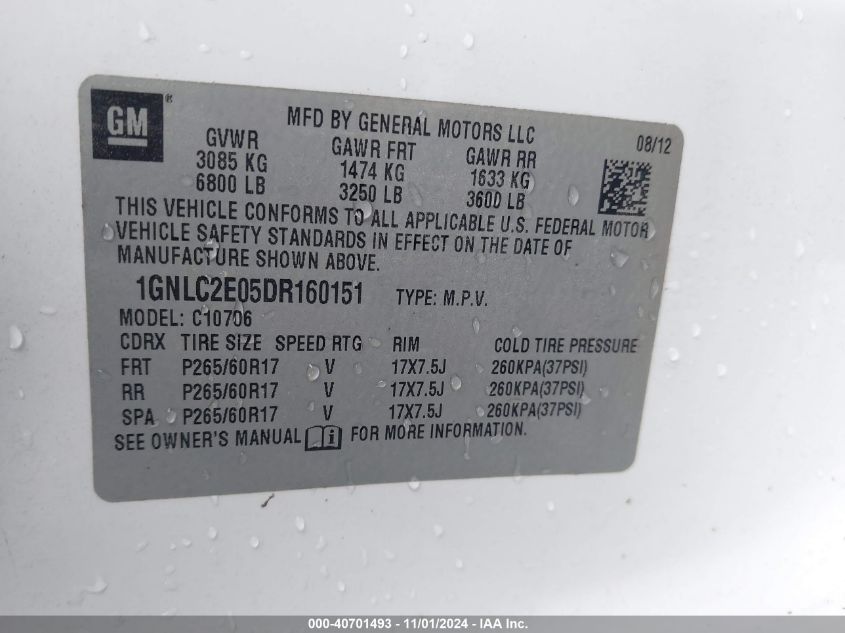 GM ®
MFD BY GENERAL MOTORS LLC
08/12
GVWR GAWR FRT GAWR RR
3085 KG 1474 KG 1633 KG
6800 LB 3250 LB 3600 LB
THIS VEHICLE CONFORMS TO ALL APPLICABLE U.S. FEDERAL MOTOR
VEHICLE SAFETY STANDARDS IN EFFECT ON THE DATE OF
MANUFACTURE SHOWN ABOVE.
1GNLC2E05DR160151 TYPE: M.P.V.
MODEL: C10706
CDRX TIRE SIZE SPEED RTG RIM COLD TIRE PRESSURE
FRT P265/60R17 V 17X7.5J 260KPA(37PSI)
RR P265/60R17 V 17X7.5J 260KPA(37PSI)
SPA P265/60R17 V 17X7.5J 260KPA(37PSI)
SEE OWNER'S MANUAL i FOR MORE INFORMATION.
000-40701493 - 11/01/2024 - IAA Inc.